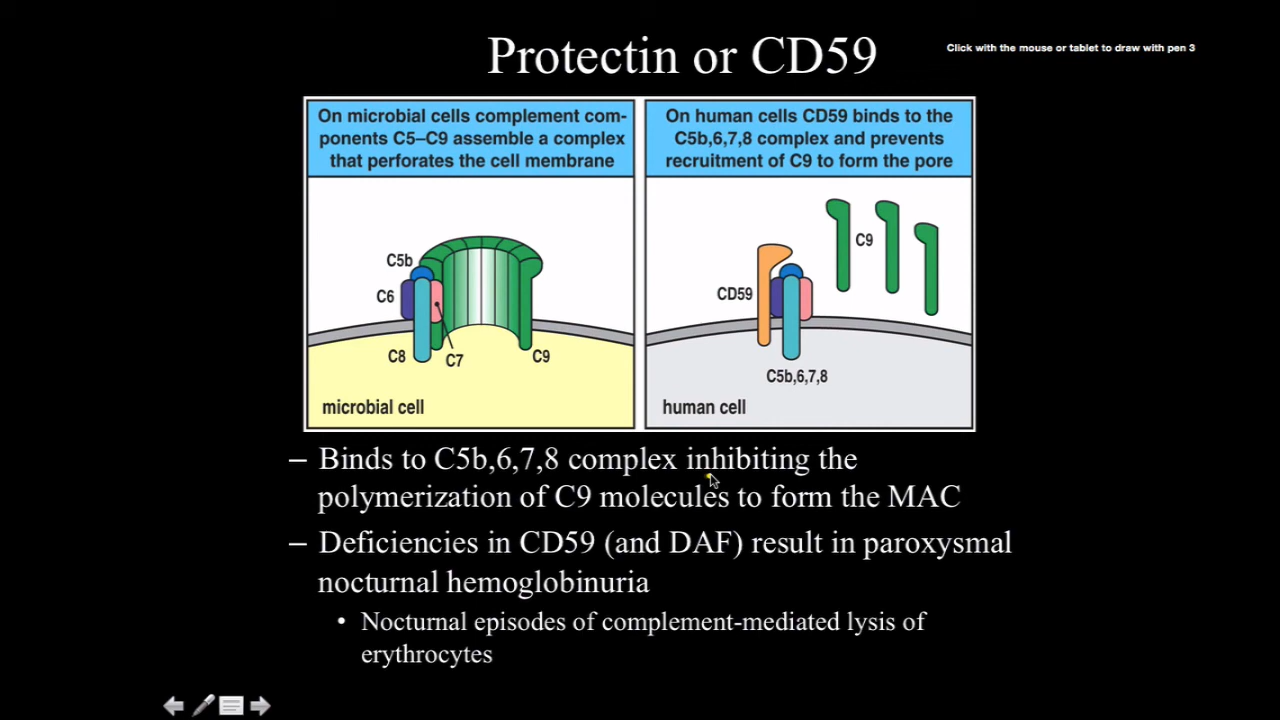 Protectin or CD59
Click with the mouse or tablet to draw with pen 3
On microbial cells complement com-
ponents C5–C9 assemble a complex
that perforates the cell membrane
On human cells CD59 binds to the
C5b,6,7,8 complex and prevents
recruitment of C9 to form the pore
C5b
C6
C8
C7
C9
microbial cell
C9
CD59
C5b,6,7,8
human cell
– Binds to C5b,6,7,8 complex inhibiting the
polymerization of C9 molecules to form the MAC
– Deficiencies in CD59 (and DAF) result in paroxysmal
nocturnal hemoglobinuria
• Nocturnal episodes of complement-mediated lysis of
erythrocytes